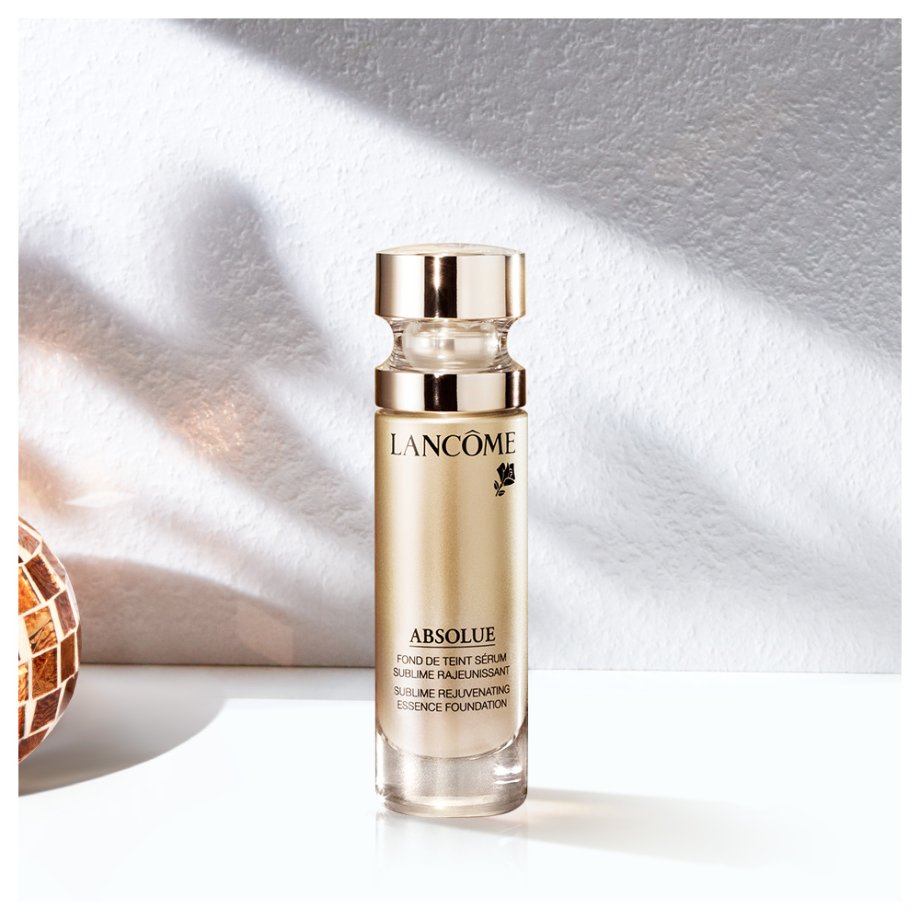 LANCÔME
ABSOLUE
FOND DE TEINT SÉRUM
SUBLIME RAJEUNISSANT
SUBLIME REJUVENATING
ESSENCE FOUNDATION